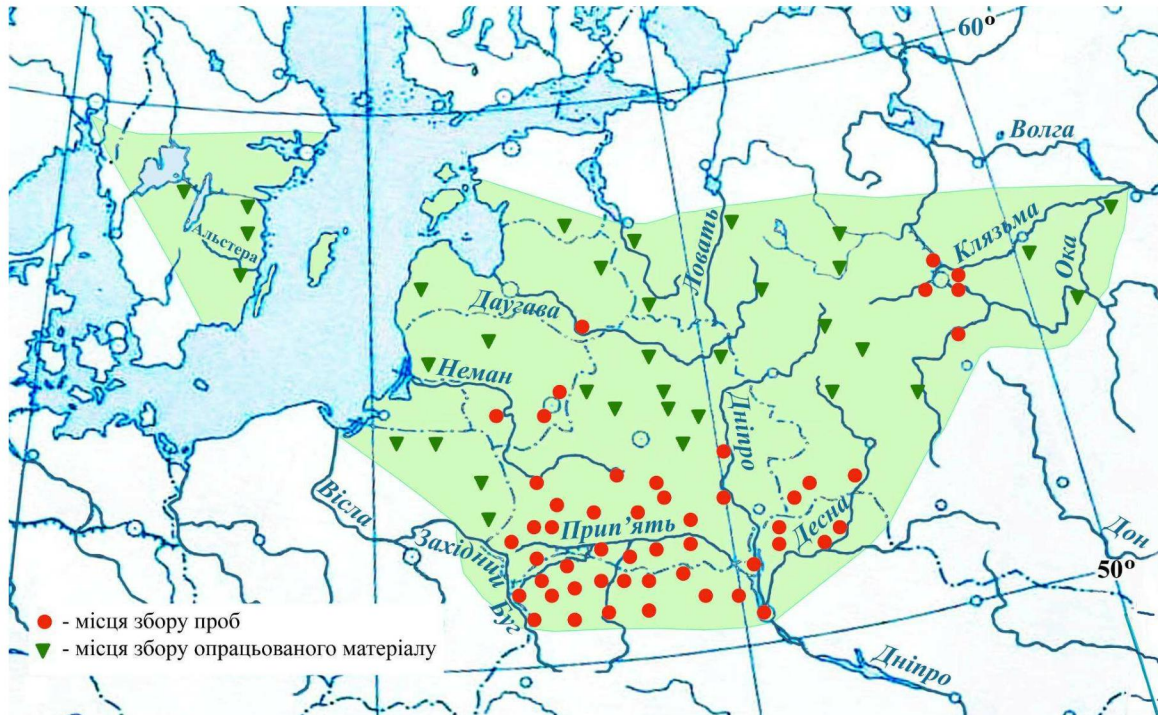 60°
Волга
Клязьма
Ловать
Ока
Альстера
Даугава
Неман
Дніпро
Вісла
Прип’ять
Десна
Західний
Буг
Дон
50°
- місця збору проб
- місця збору опрацьованого матеріалу
Дніпро